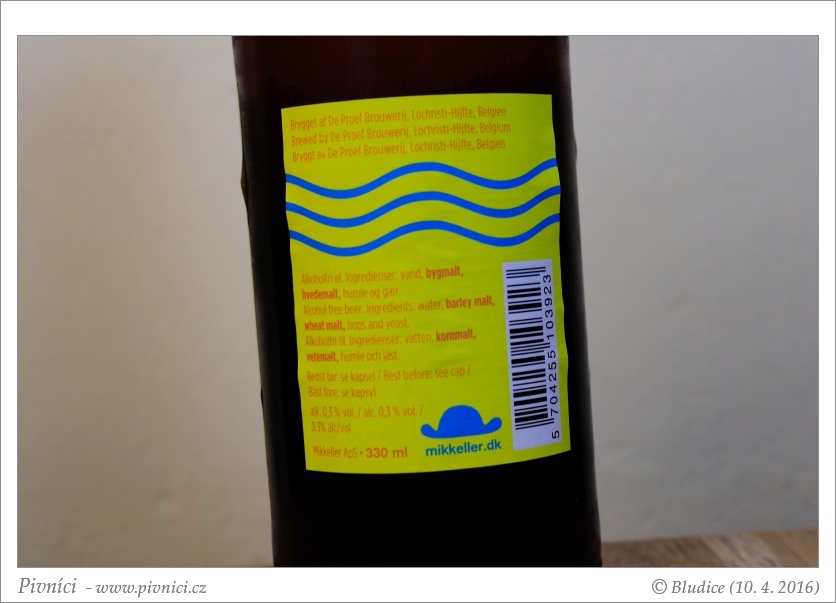 Brygget af De Proef Brouwerij, Lochristi-Hijfte, Belgien
Brewed by De Proef Brouwerij, Lochristi-Hijfte, Belgium
Bryggt av De Proef Brouwerij, Lochristi-Hijfte, Belgien
Alkoholfri øl. Ingredienser: vand, bygmalt,
hvedemalt, humle og gær.
Alcohol free beer. Ingredients: water, barley malt,
wheat malt, hops and yeast.
Alkoholfri öl. Ingredienser: vatten, kornmalt,
vetemalt, humle och jäst.
Bedst før: se kapsel / Best before: see cap /
Bäst före: se kapsyl
alk. 0,3 % vol. / alc. 0,3 % vol. /
0.3% alc/vol
Mikkeller ApS • 330 ml
mikkeller.dk
5 704255 103923
Pivníci - www.pivnici.cz
© Bludice (10. 4. 2016)